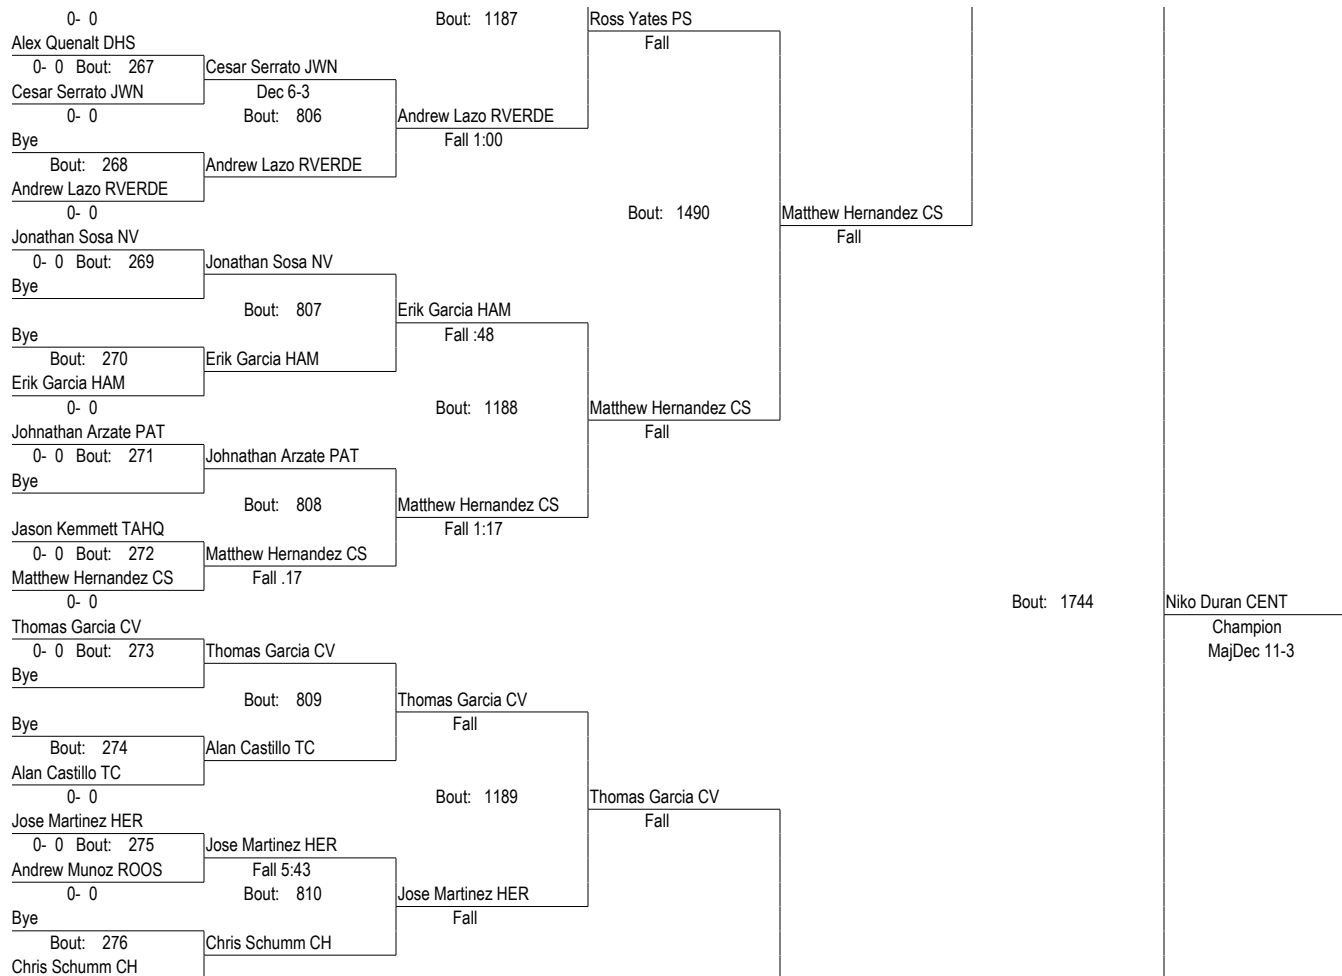 0- 0 Bout: 1187 Ross Yates PS
Alex Quenalt DHS Fall
0- 0 Bout: 267 Cesar Serrato JWN
Cesar Serrato JWN Dec 6-3
0- 0 Bout: 806 Andrew Lazo RVERDE
Bye Fall 1:00
Bout: 268 Andrew Lazo RVERDE
Andrew Lazo RVERDE
0- 0 Bout: 1490 Matthew Hernandez CS
Jonathan Sosa NV Fall
0- 0 Bout: 269 Jonathan Sosa NV
Bye
Bout: 807 Erik Garcia HAM
Bye Fall :48
Bout: 270 Erik Garcia HAM
Erik Garcia HAM
0- 0 Bout: 1188 Matthew Hernandez CS
Johnathan Arzate PAT Fall
0- 0 Bout: 271 Johnathan Arzate PAT
Bye
Bout: 808 Matthew Hernandez CS
Jason Kemmett TAHQ Fall 1:17
0- 0 Bout: 272 Matthew Hernandez CS
Matthew Hernandez CS Fall .17
0- 0 Bout: 1744 Niko Duran CENT
Thomas Garcia CV Champion
0- 0 Bout: 273 Thomas Garcia CV MajDec 11-3
Bye
Bout: 809 Thomas Garcia CV
Bye Fall
Bout: 274 Alan Castillo TC
Alan Castillo TC
0- 0 Bout: 1189 Thomas Garcia CV
Jose Martinez HER Fall
0- 0 Bout: 275 Jose Martinez HER
Andrew Munoz ROOS Fall 5:43
0- 0 Bout: 810 Jose Martinez HER
Bye Fall
Bout: 276 Chris Schumm CH
Chris Schumm CH